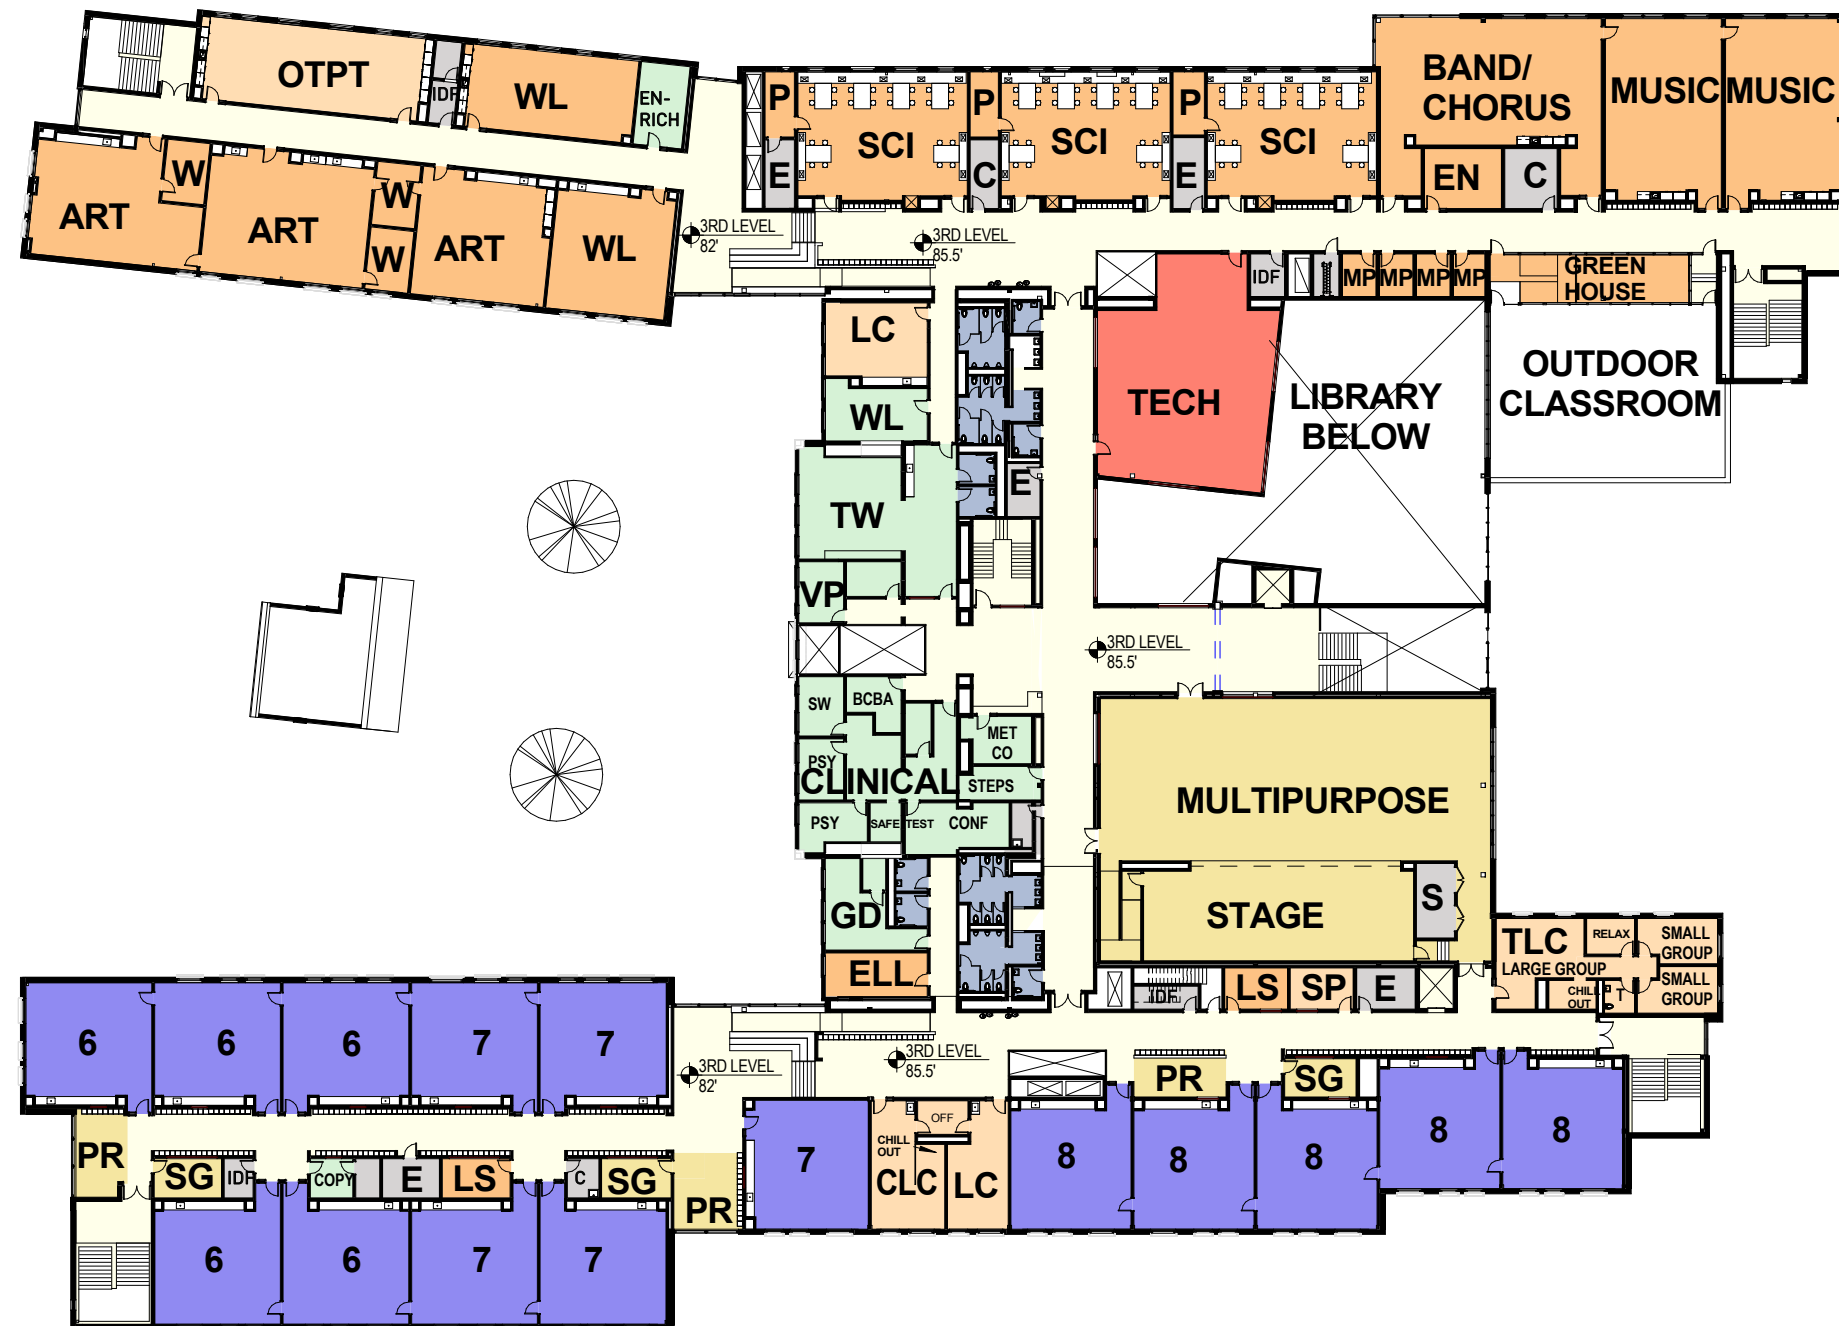 OTPT
IDF
WL
EN-
RICH
ART
W
ART
W
W
ART
WL
3RD LEVEL
82'
P
E
SCI
P
C
SCI
P
E
SCI
BAND/
CHORUS
EN
C
MUSIC
MUSIC
3RD LEVEL
85.5'
IDF
MP
MP
MP
MP
GREEN
HOUSE
OUTDOOR
CLASSROOM
TECH
LIBRARY
BELOW
LC
WL
TW
E
VP
3RD LEVEL
85.5'
SW
BCBA
PSY
CLINICAL
MET
CO
STEPS
PSY
SAFE
TEST
CONF
GD
ELL
MULTIPURPOSE
STAGE
S
TLC
LARGE GROUP
RELAX
SMALL
GROUP
SMALL
GROUP
CHILL
OUT
T
IDF
LS
SP
E
6
6
6
7
7
3RD LEVEL
82'
3RD LEVEL
85.5'
PR
SG
PR
SG
IDF
COPY
E
LS
C
SG
PR
7
CHILL
OUT
OFF
CLC
LC
8
8
8
8
8
6
6
7
7